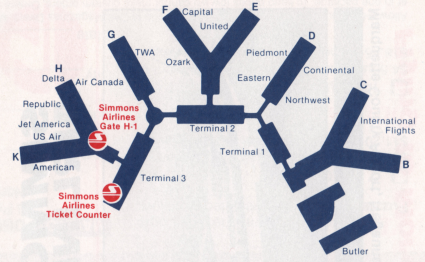 F
Capital
E
United
G
TWA
Ozark
D
Piedmont
Eastern
Continental
Northwest
H
Delta
Air Canada
Republic
Jet America
US Air
K
American
Simmons
Airlines
Gate H-1
Terminal 2
Terminal 1
C
International
Flights
B
Terminal 3
Simmons
Airlines
Ticket Counter
Butler